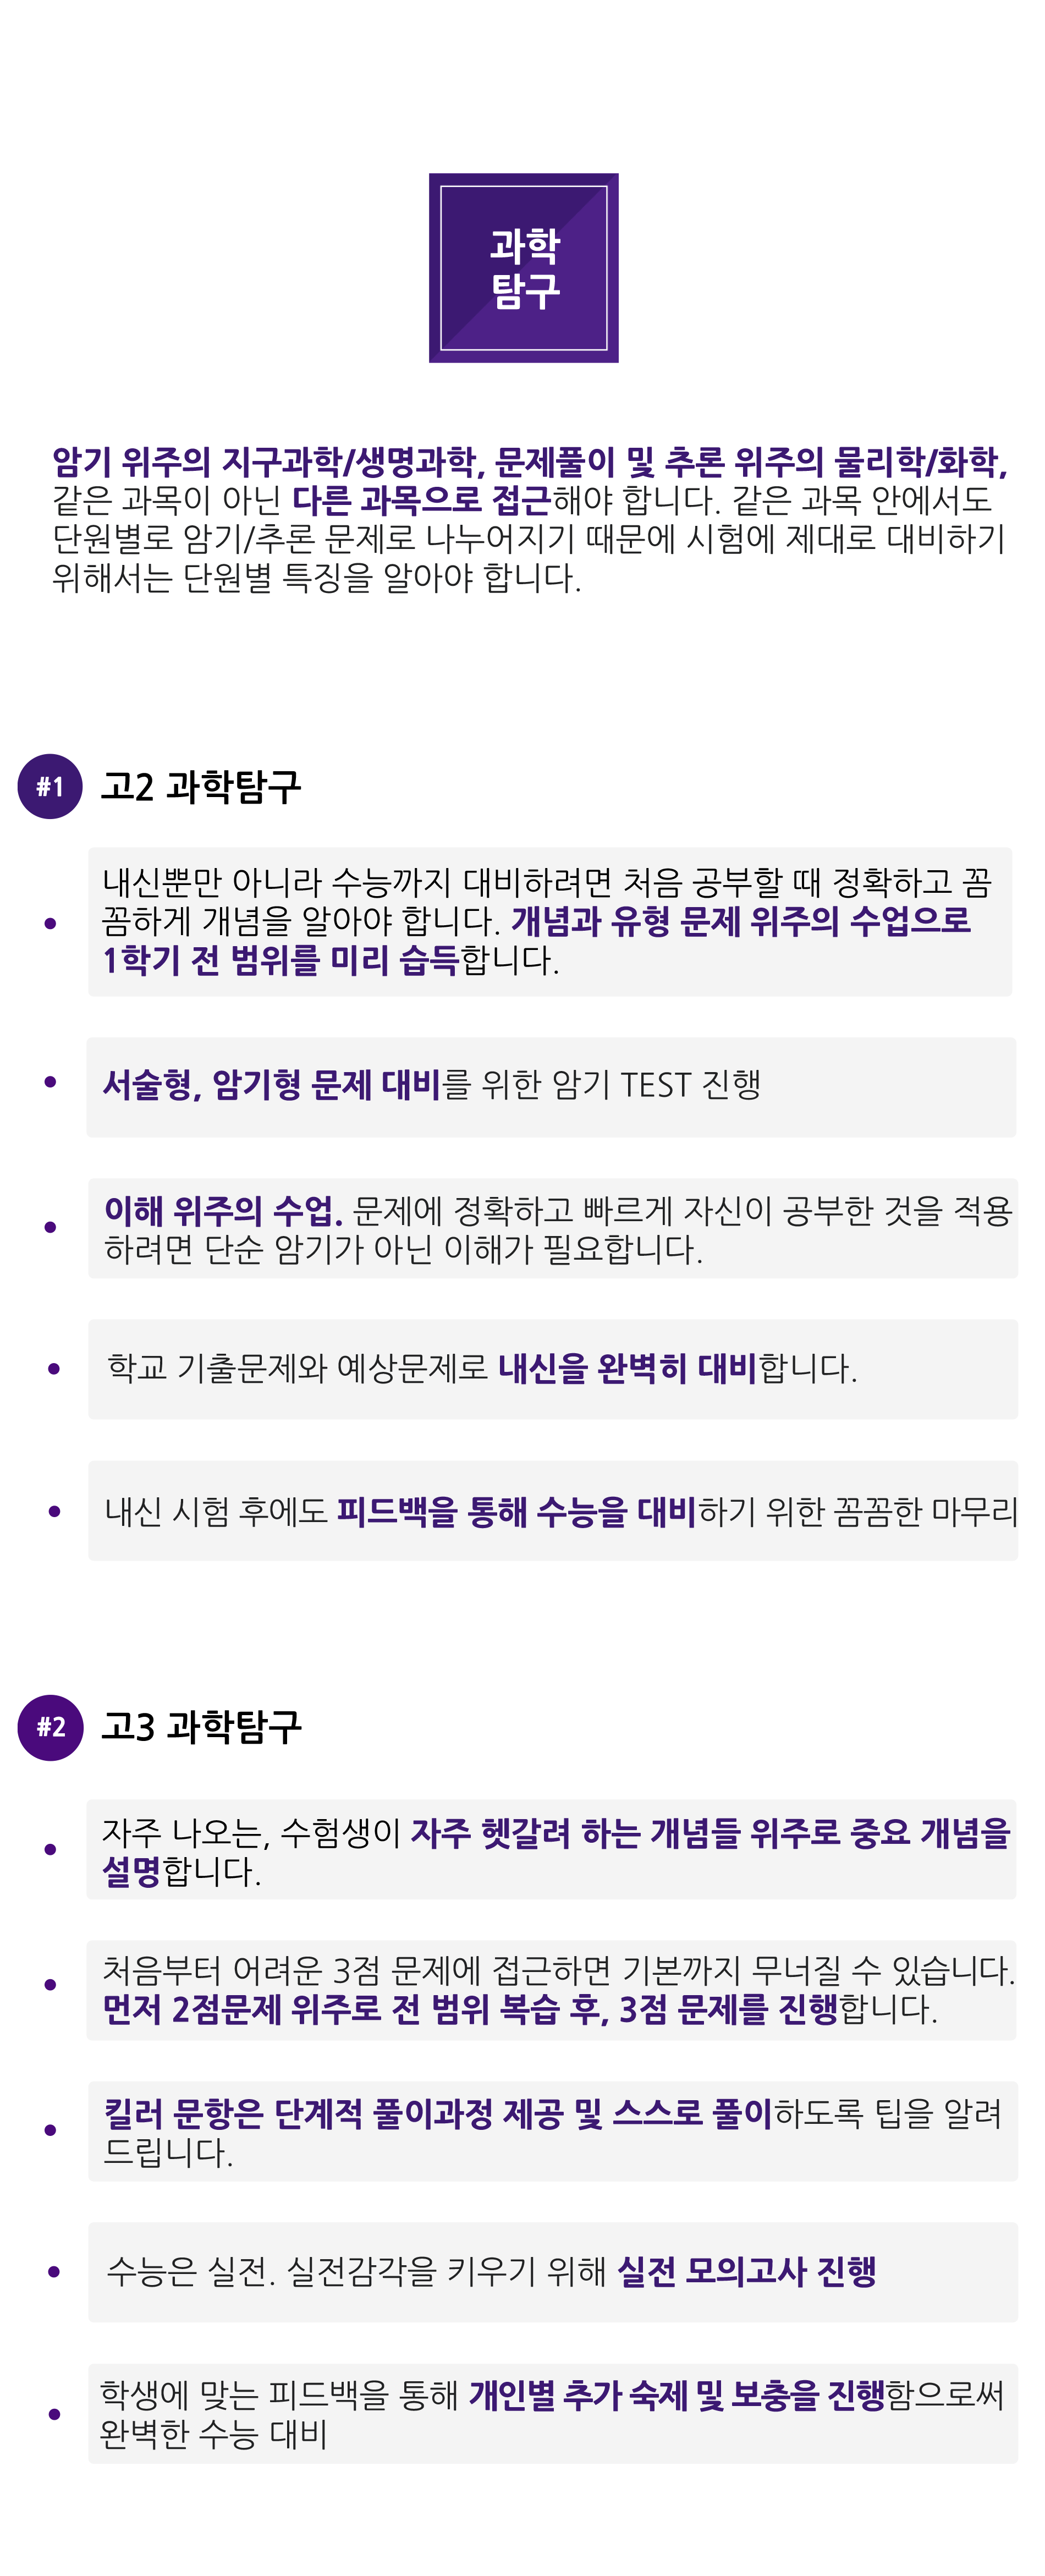 과학
탐구
암기 위주의 지구과학/생명과학, 문제풀이 및 추론 위주의 물리학/화학,
같은 과목이 아닌 다른 과목으로 접근해야 합니다. 같은 과목 안에서도
단원별로 암기/추론 문제로 나누어지기 때문에 시험에 제대로 대비하기
위해서는 단원별 특징을 알아야 합니다.
#1 고2 과학탐구
내신뿐만 아니라 수능까지 대비하려면 처음 공부할 때 정확하고 꼼
꼼하게 개념을 알아야 합니다. 개념과 유형 문제 위주의 수업으로
1학기 전 범위를 미리 습득합니다.
서술형, 암기형 문제 대비를 위한 암기 TEST 진행
이해 위주의 수업. 문제에 정확하고 빠르게 자신이 공부한 것을 적용
하려면 단순 암기가 아닌 이해가 필요합니다.
학교 기출문제와 예상문제로 내신을 완벽히 대비합니다.
내신 시험 후에도 피드백을 통해 수능을 대비하기 위한 꼼꼼한 마무리
#2 고3 과학탐구
자주 나오는, 수험생이 자주 헷갈려 하는 개념들 위주로 중요 개념을
설명합니다.
처음부터 어려운 3점 문제에 접근하면 기본까지 무너질 수 있습니다.
먼저 2점문제 위주로 전 범위 복습 후, 3점 문제를 진행합니다.
킬러 문항은 단계적 풀이과정 제공 및 스스로 풀이하도록 팁을 알려
드립니다.
수능은 실전. 실전감각을 키우기 위해 실전 모의고사 진행
학생에 맞는 피드백을 통해 개인별 추가 숙제 및 보충을 진행함으로써
완벽한 수능 대비